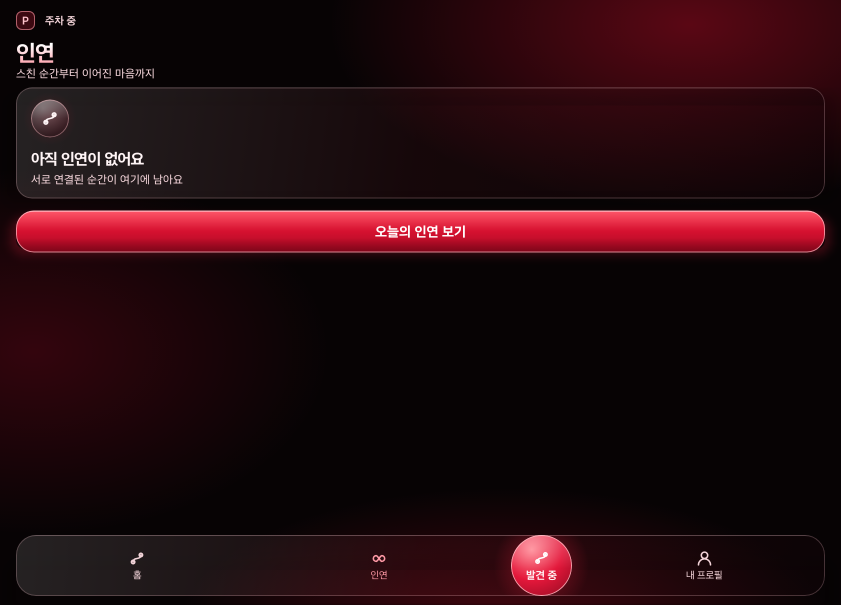 P 주차 중
인연
스친 순간부터 이어진 마음까지
아직 인연이 없어요
서로 연결된 순간이 여기에 남아요
오늘의 인연 보기
홈
인연
발견 중
내 프로필